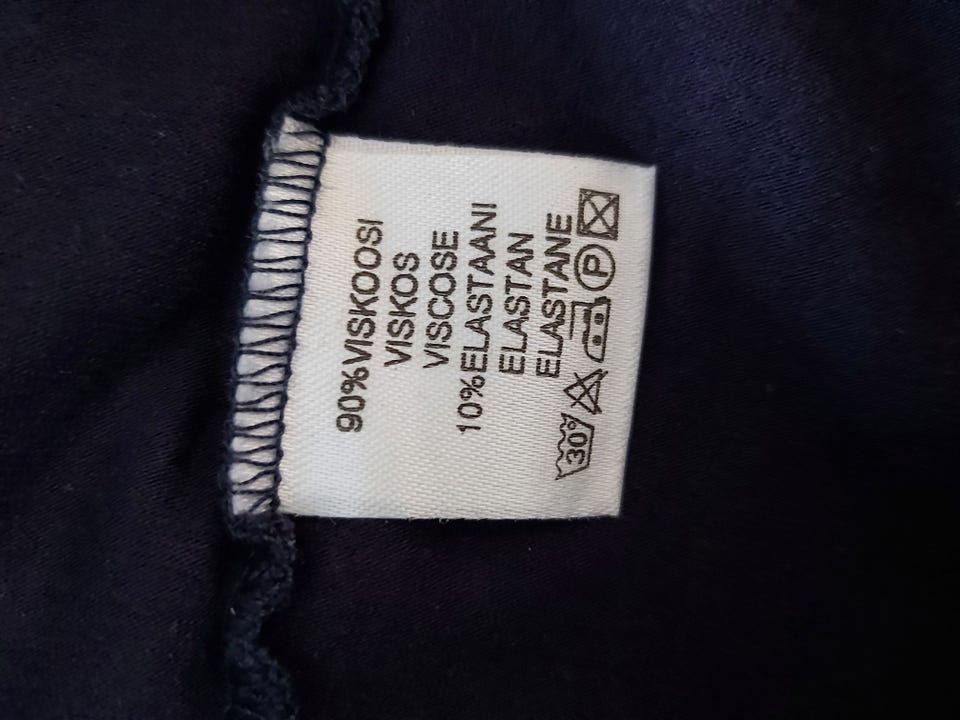 90%VISKOOSI
VISKOS
VISCOSE
10%ELASTAANI
ELASTAN
ELASTANE
30° P